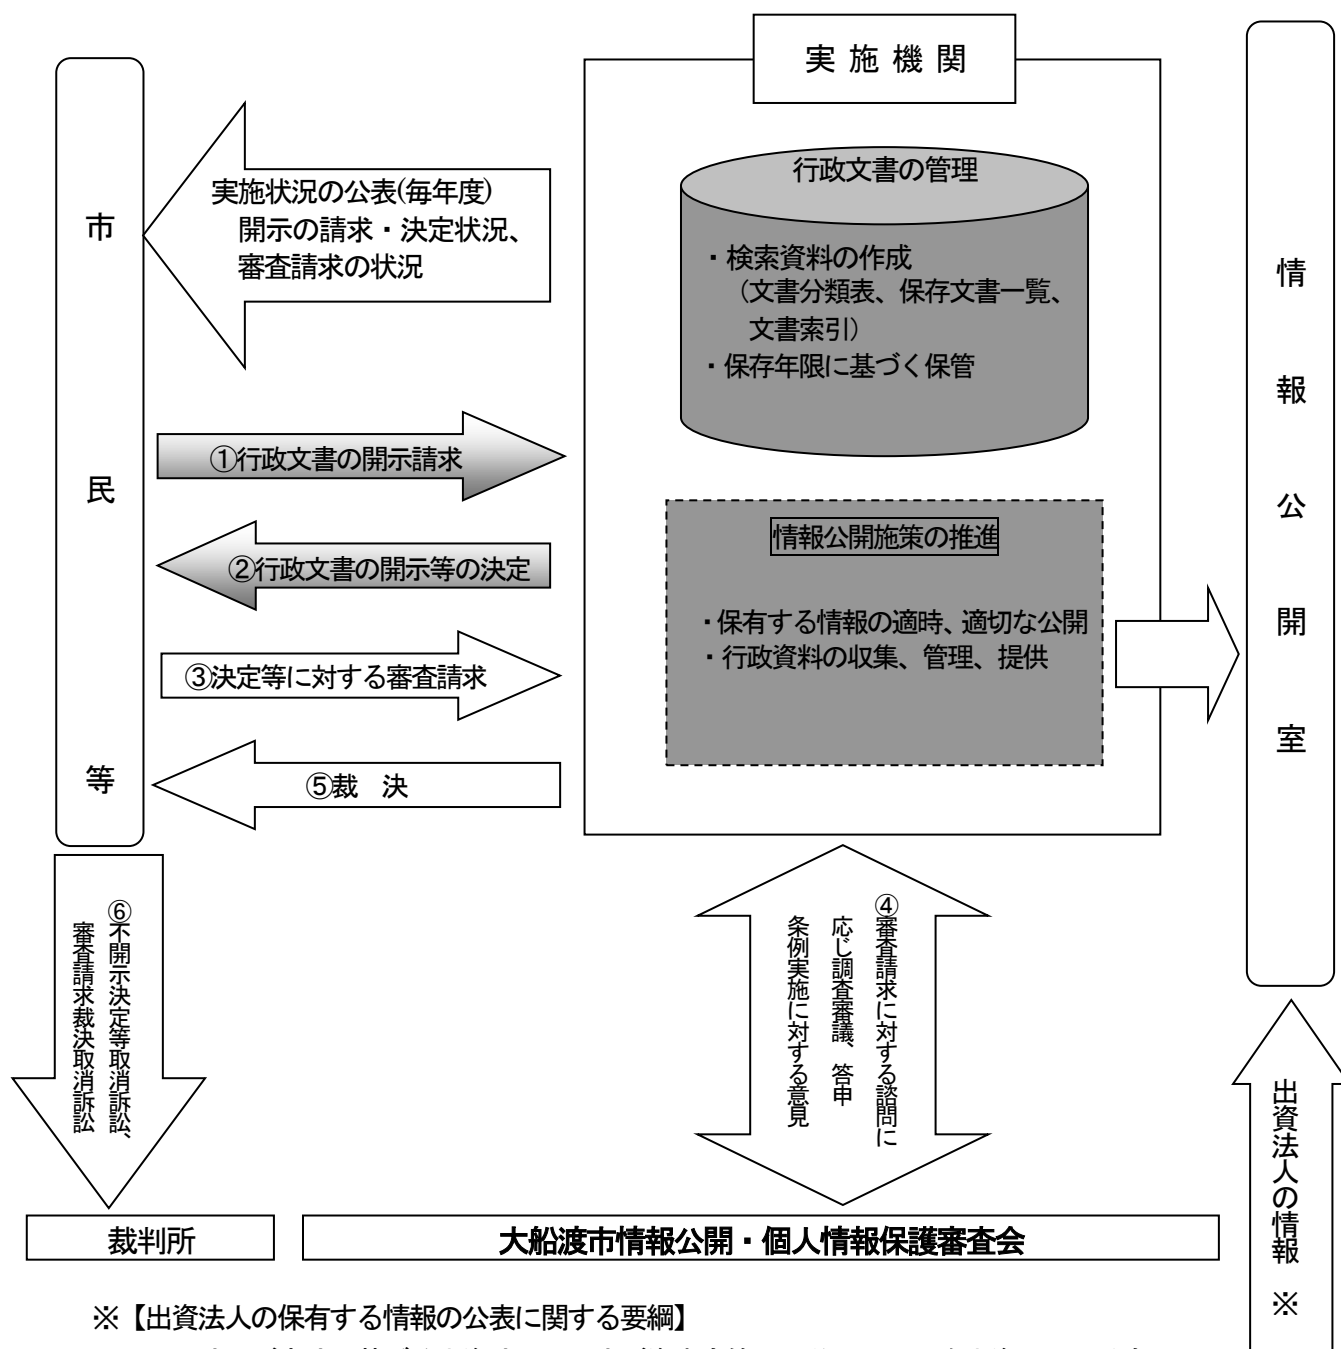 実施機関
市民等
実施状況の公表(毎年度)
開示の請求・決定状況、
審査請求の状況
行政文書の管理
・検索資料の作成
（文書分類表、保存文書一覧、
文書索引）
・保存年限に基づく保管
①行政文書の開示請求
②行政文書の開示等の決定
③決定等に対する審査請求
⑤裁　決
情報公開施策の推進
・保有する情報の適時、適切な公開
・行政資料の収集、管理、提供
情報公開室
⑥不開示決定等取消訴訟、
審査請求裁決取消訴訟
④審査請求に対する諮問に
応じ調査審議、答申
条例実施に対する意見
出資法人の情報　※
裁判所
大船渡市情報公開・個人情報保護審査会
※【出資法人の保有する情報の公表に関する要綱】